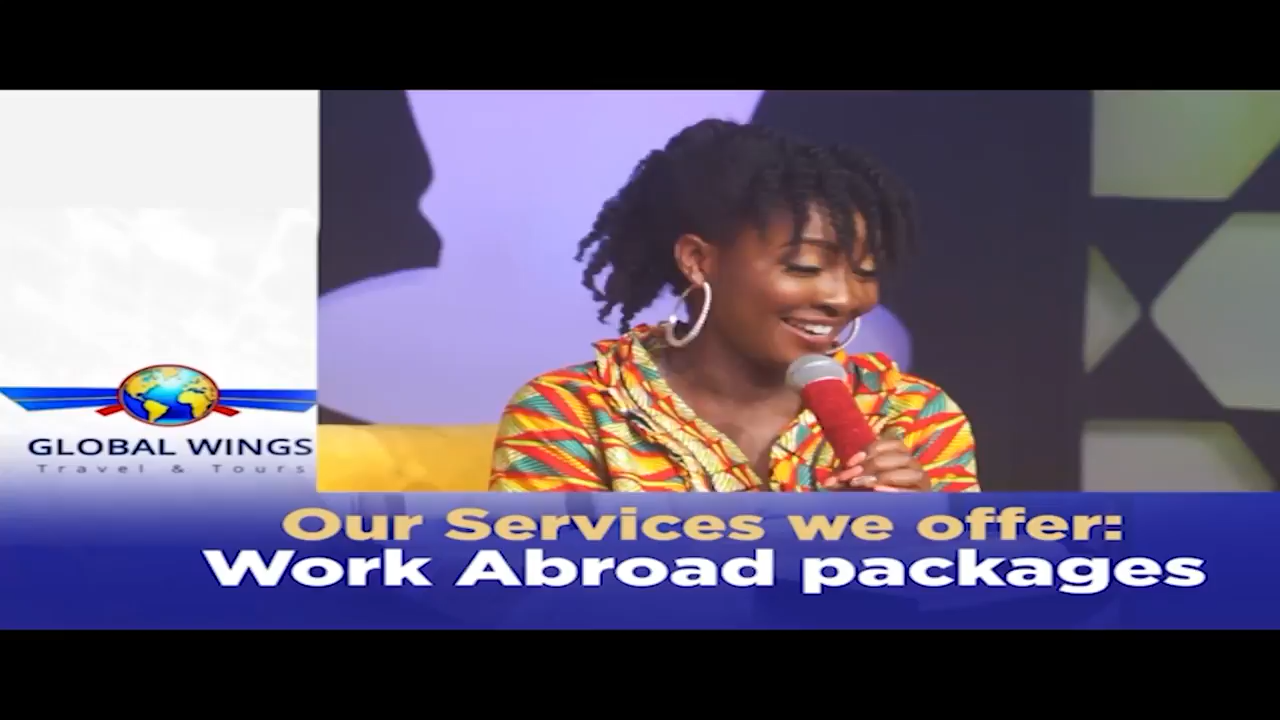 GLOBAL WINGS
Travel & Tours
Our Services we offer:
Work Abroad packages